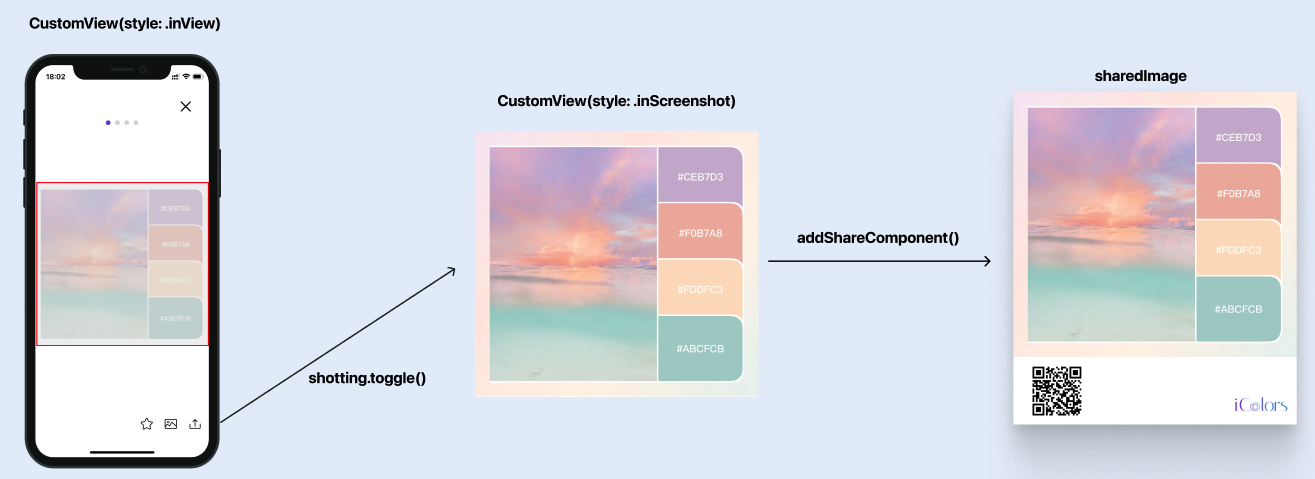 CustomView(style: .inView)
18:02
#CEB7D3
#F0B7A8
#FDDFC3
#ABCFCB
shotting.toggle()
CustomView(style: .inScreenshot)
#CEB7D3
#F0B7A8
#FDDFC3
#ABCFCB
addShareComponent()
sharedImage
#CEB7D3
#F0B7A8
#FDDFC3
#ABCFCB
iColors